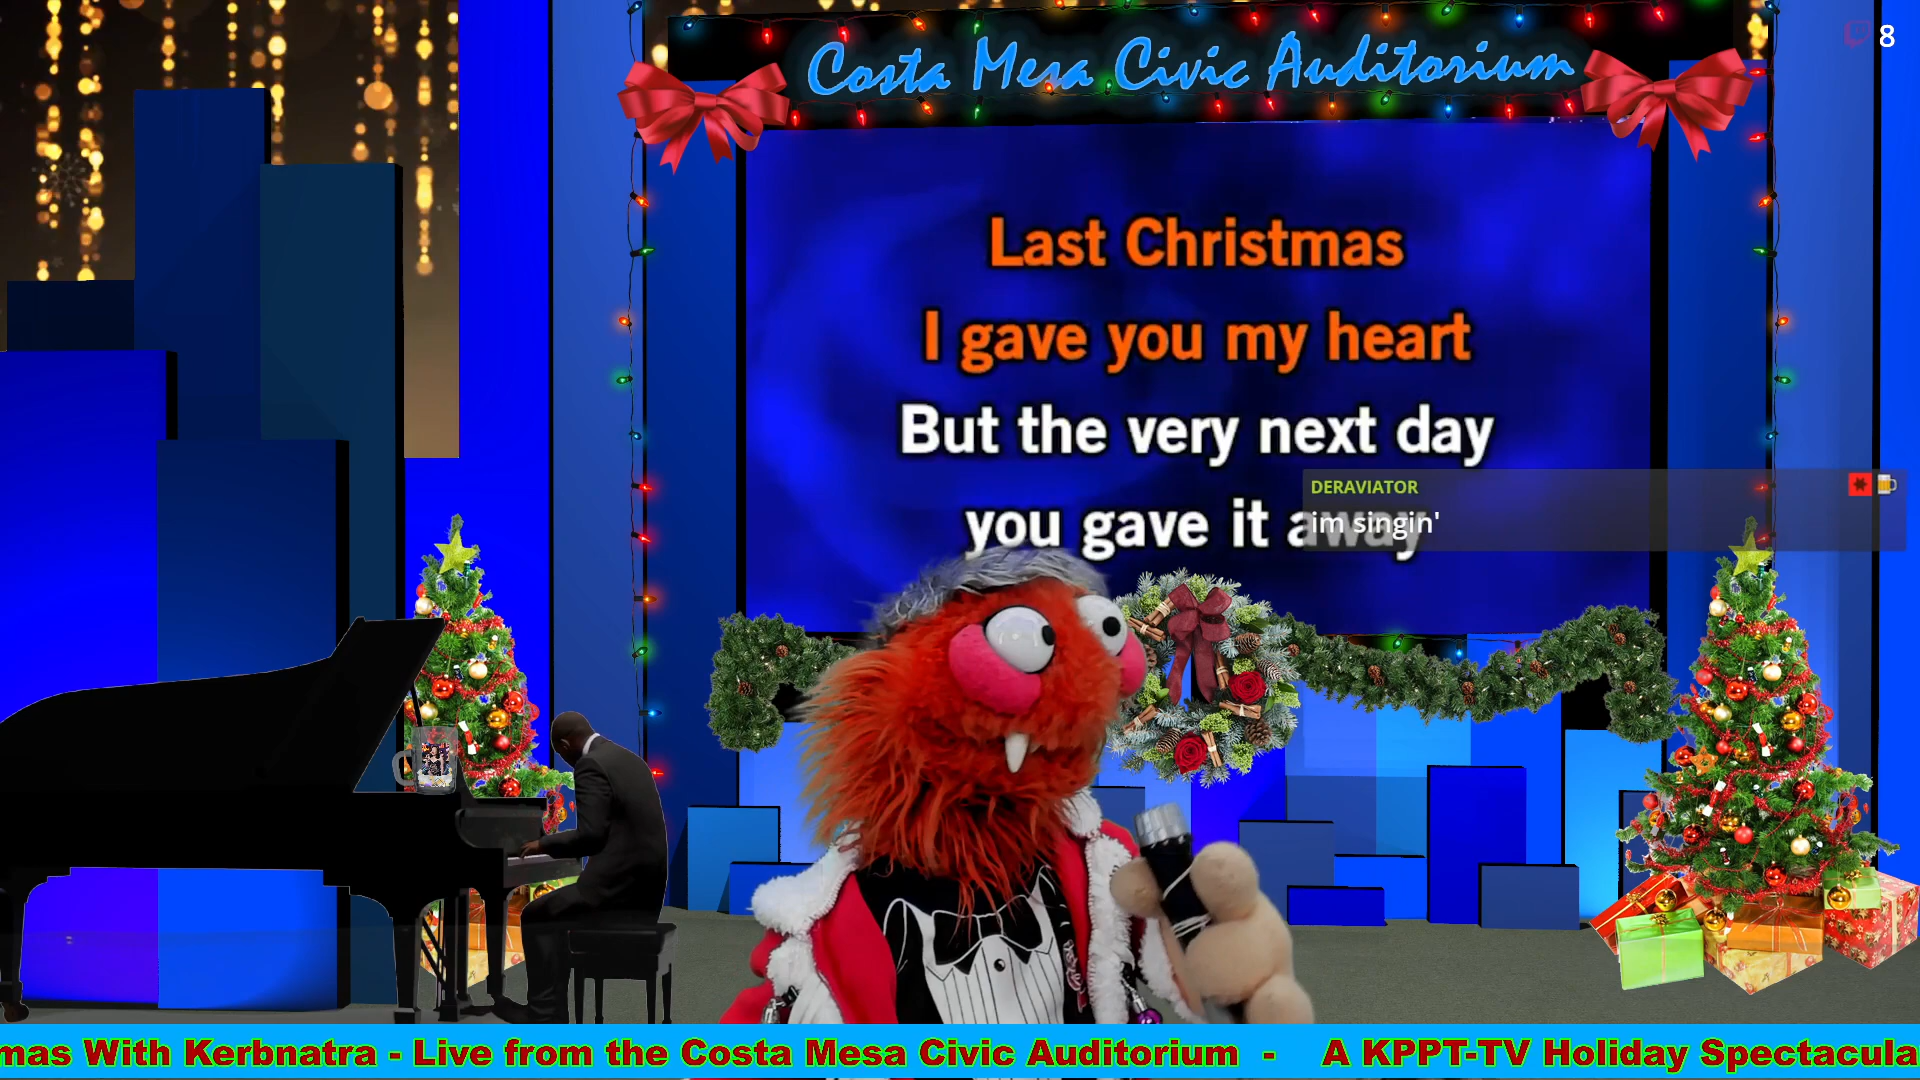 8
Costa Mesa Civic Auditorium
Last Christmas
I gave you my heart
But the very next day
you gave it away
DERAVIATOR
im singin'
mas With Kerbnatra - Live from the Costa Mesa Civic Auditorium - A KPPT-TV Holiday Spectacula